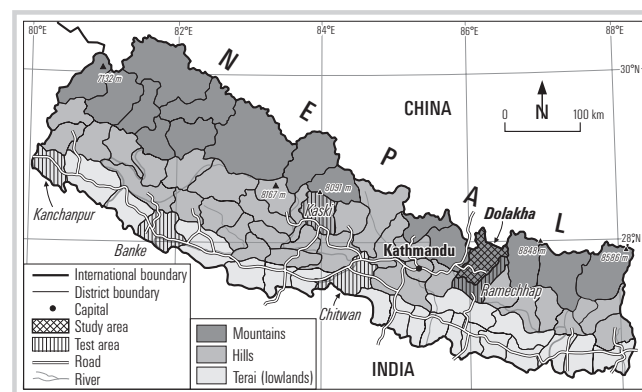 80°E
82°E
84°E
86°E
88°E
30°N
28°N
NEPAL
CHINA
N
0 100 km
7132 m
8167 m
8091 m
8848 m
8586 m
Kaski
Dolakha
Kanchanpur
Banke
Kathmandu
Ramechhap
Chitwan
INDIA
International boundary
District boundary
Capital
Study area
Test area
Road
River
Mountains
Hills
Terai (lowlands)